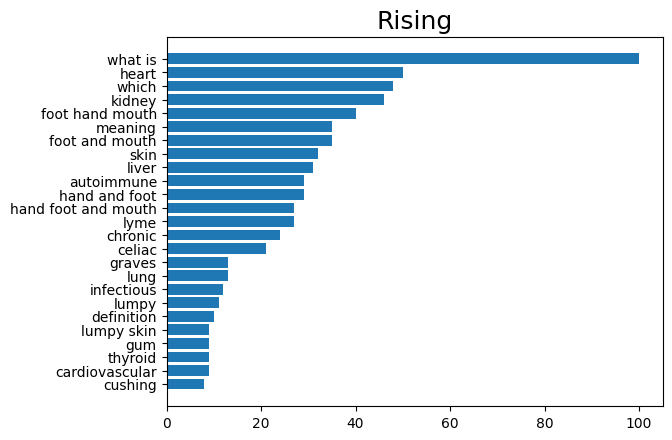 Rising
what is
heart
which
kidney
foot hand mouth
meaning
foot and mouth
skin
liver
autoimmune
hand and foot
hand foot and mouth
lyme
chronic
celiac
graves
lung
infectious
lumpy
definition
lumpy skin
gum
thyroid
cardiovascular
cushing
0 20 40 60 80 100